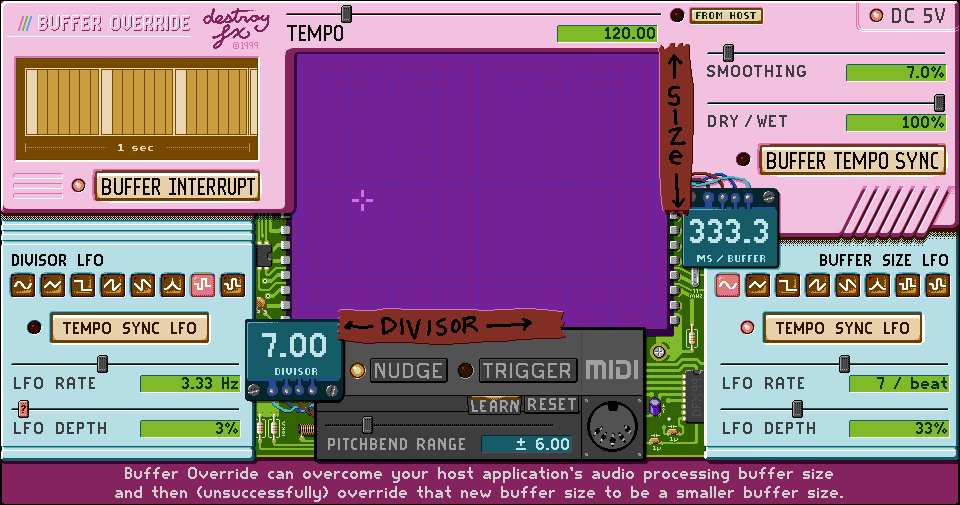 BUFFER OVERRIDE
destroy fx
©1999
1 sec
BUFFER INTERRUPT
TEMPO
120.00
FROM HOST
DC 5V
SMOOTHING
7.0%
DRY/WET
100%
BUFFER TEMPO SYNC
SIZe
333.3
MS/BUFFER
DIVISOR LFO
TEMPO SYNC LFO
LFO RATE
3.33 Hz
?
LFO DEPTH
3%
7.00
DIVISOR
DIVISOR
NUDGE
TRIGGER
MIDI
LEARN
RESET
PITCHBEND RANGE
± 6.00
BUFFER SIZE LFO
TEMPO SYNC LFO
LFO RATE
7 / beat
LFO DEPTH
33%
Buffer Override can overcome your host application's audio processing buffer size
and then (unsuccessfully) override that new buffer size to be a smaller buffer size.